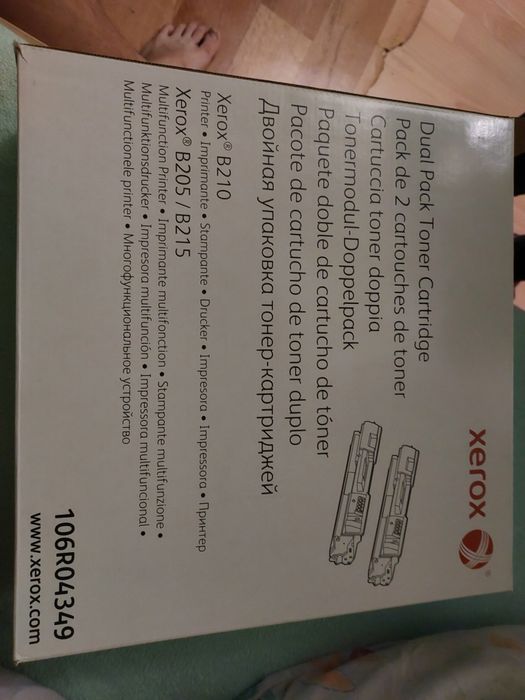 xerox ®
Dual Pack Toner Cartridge
Pack de 2 cartouches de toner
Cartuccia toner doppia
Tonermodul-Doppelpack
Paquete doble de cartucho de tóner
Pacote de cartucho de toner duplo
Двойная упаковка тонер-картриджей
Xerox® B210
Printer • Imprimante • Stampante • Drucker • Impresora • Impressora • Принтер
Xerox® B205 / B215
Multifunction Printer • Imprimante multifonction • Stampante multifunzione •
Multifunktionsdrucker • Impresora multifunción • Impressora multifuncional •
Multifunctionele printer • Многофункциональное устройство
106R04349
www.xerox.com